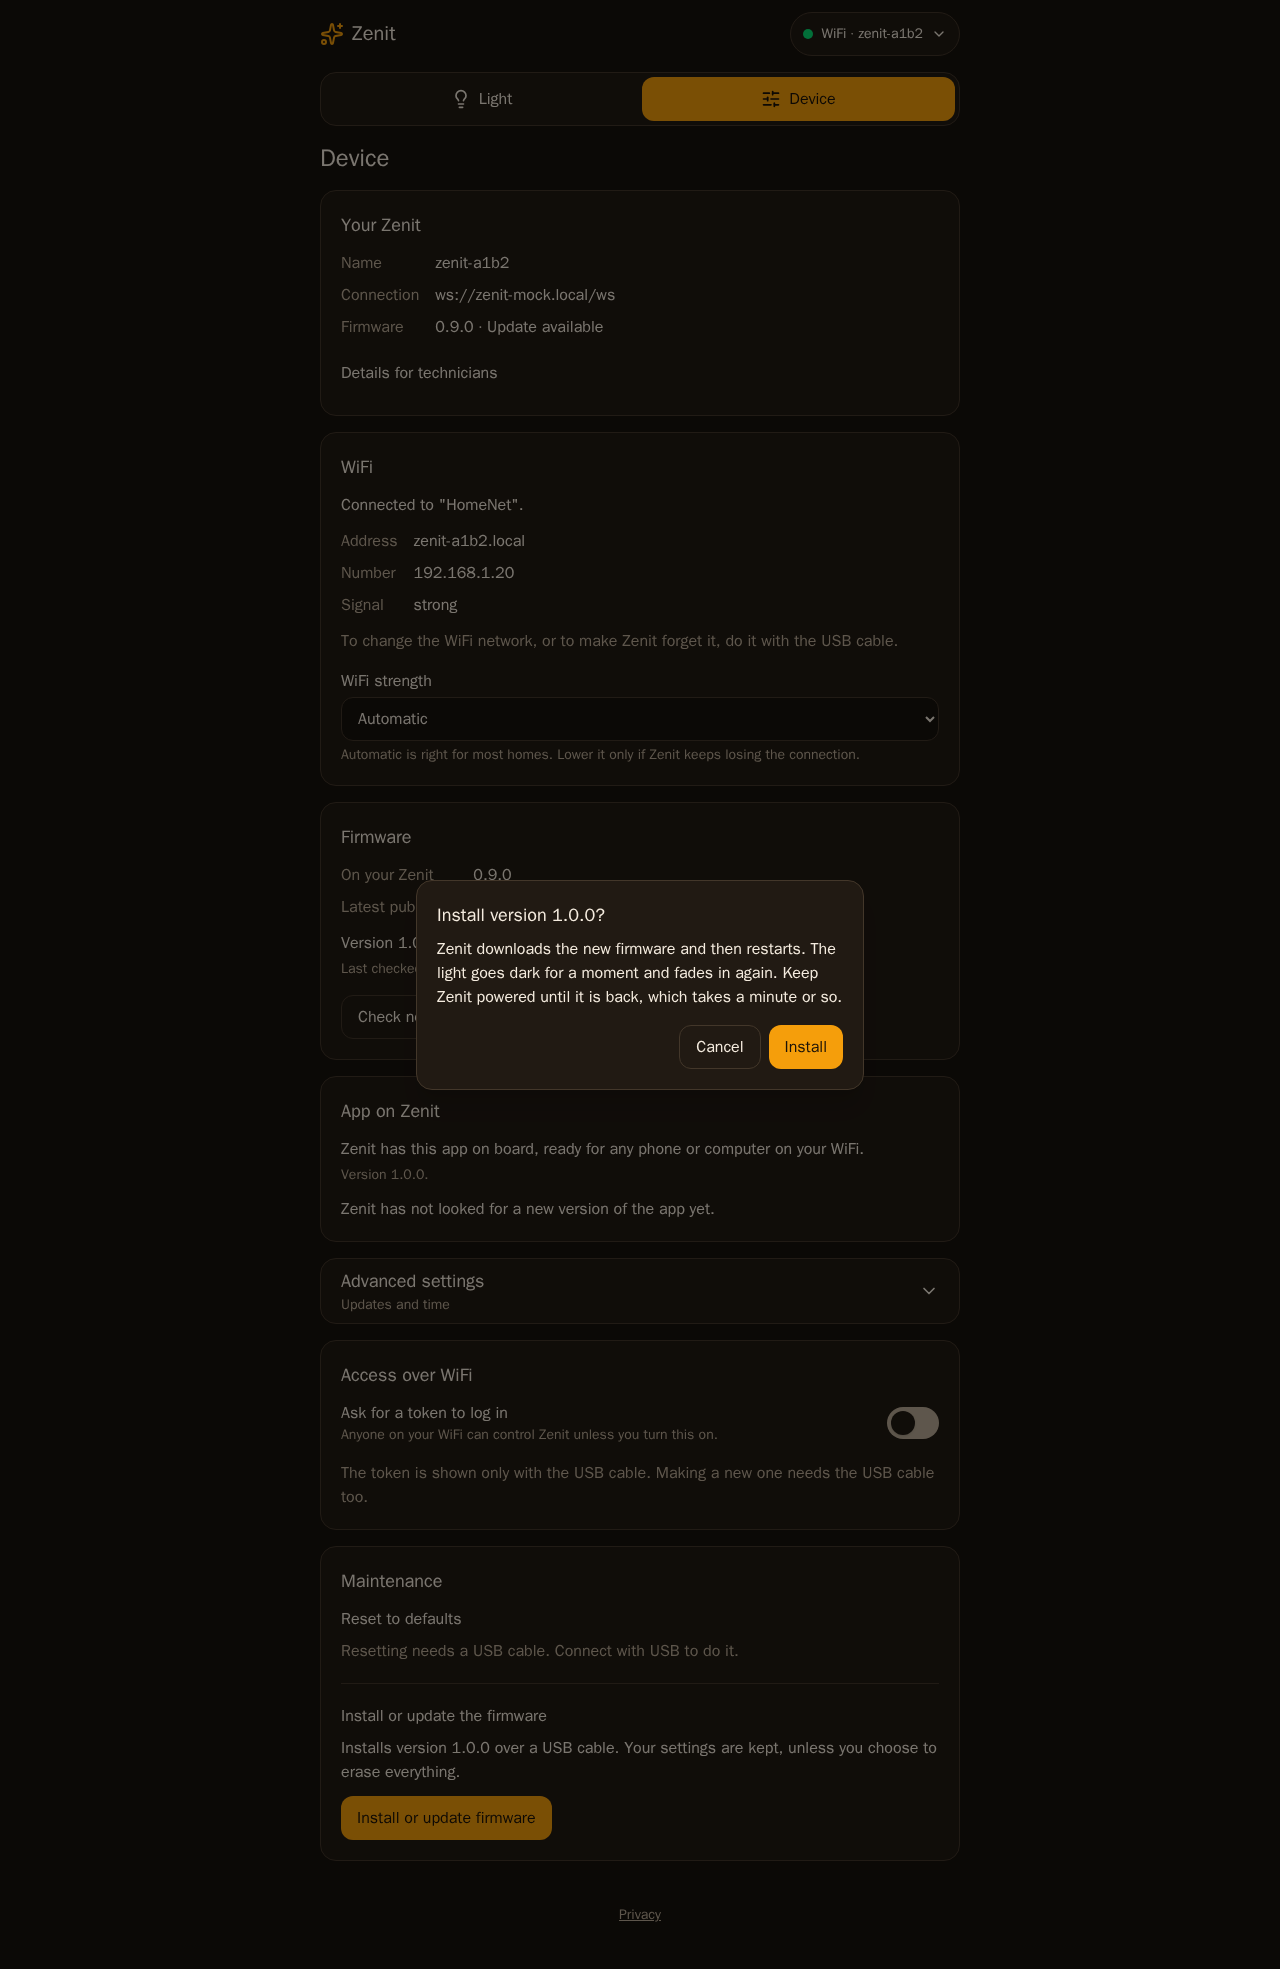 Zenit
WiFi · zenit-a1b2
Light
Device
Device
Your Zenit
Name zenit-a1b2
Connection ws://zenit-mock.local/ws
Firmware 0.9.0 · Update available
Details for technicians
WiFi
Connected to "HomeNet".
Address zenit-a1b2.local
Number 192.168.1.20
Signal strong
To change the WiFi network, or to make Zenit forget it, do it with the USB cable.
WiFi strength
Automatic
Automatic is right for most homes. Lower it only if Zenit keeps losing the connection.
Firmware
On your Zenit 0.9.0
Latest
Version
Last
Check
Install version 1.0.0?
Zenit downloads the new firmware and then restarts. The
light goes dark for a moment and fades in again. Keep
Zenit powered until it is back, which takes a minute or so.
Cancel
Install
App on Zenit
Zenit has this app on board, ready for any phone or computer on your WiFi.
Version 1.0.0.
Zenit has not looked for a new version of the app yet.
Advanced settings
Updates and time
Access over WiFi
Ask for a token to log in
Anyone on your WiFi can control Zenit unless you turn this on.
The token is shown only with the USB cable. Making a new one needs the USB cable
too.
Maintenance
Reset to defaults
Resetting needs a USB cable. Connect with USB to do it.
Install or update the firmware
Installs version 1.0.0 over a USB cable. Your settings are kept, unless you choose to
erase everything.
Install or update firmware
Privacy